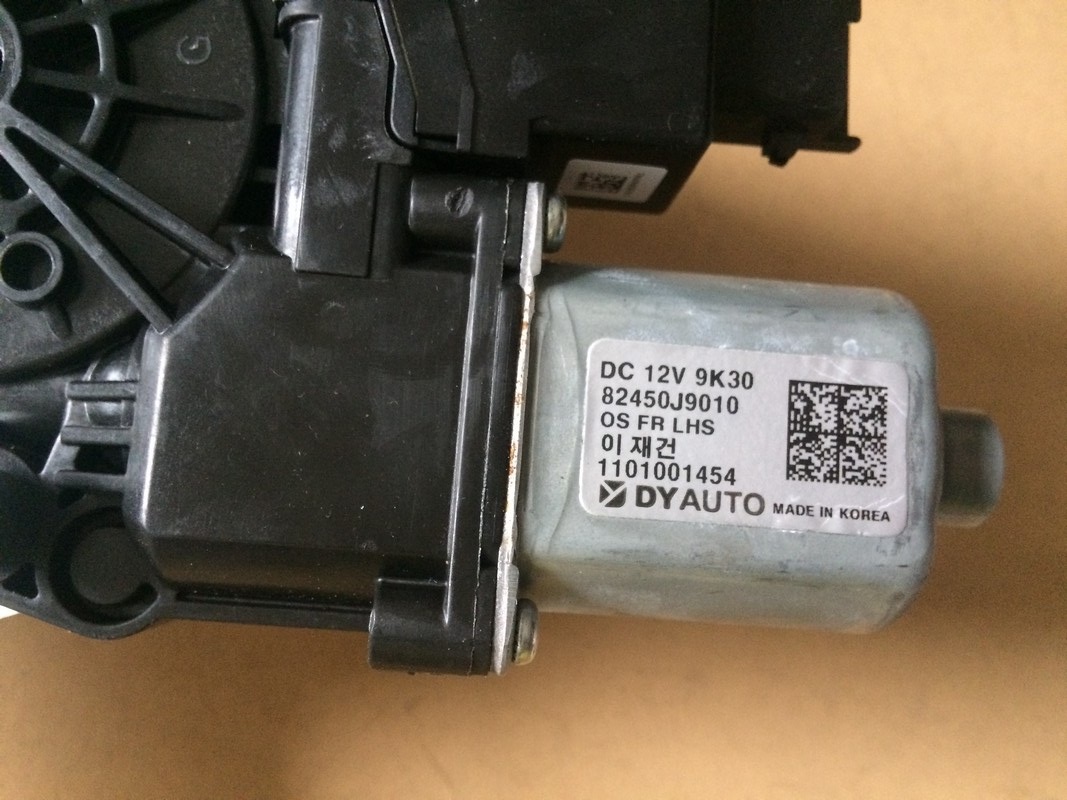 G
DC 12V 9K30
82450J9010
OS FR LHS
이 재건
1101001454
DYAUTO MADE IN KOREA